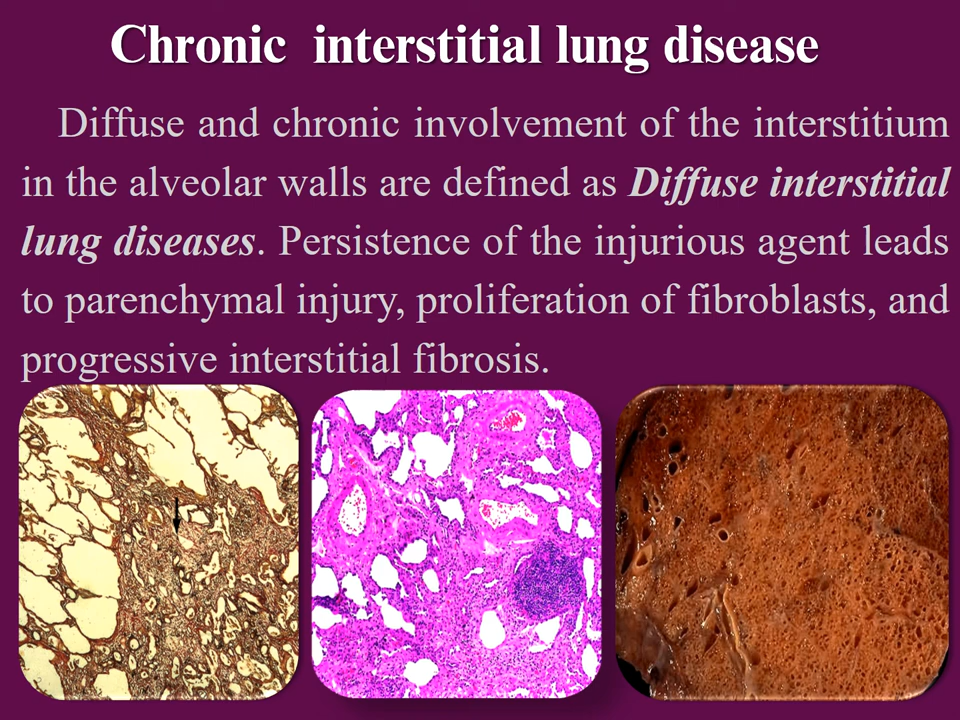 Chronic interstitial lung disease
Diffuse and chronic involvement of the interstitium
in the alveolar walls are defined as Diffuse interstitial
lung diseases. Persistence of the injurious agent leads
to parenchymal injury, proliferation of fibroblasts, and
progressive interstitial fibrosis.